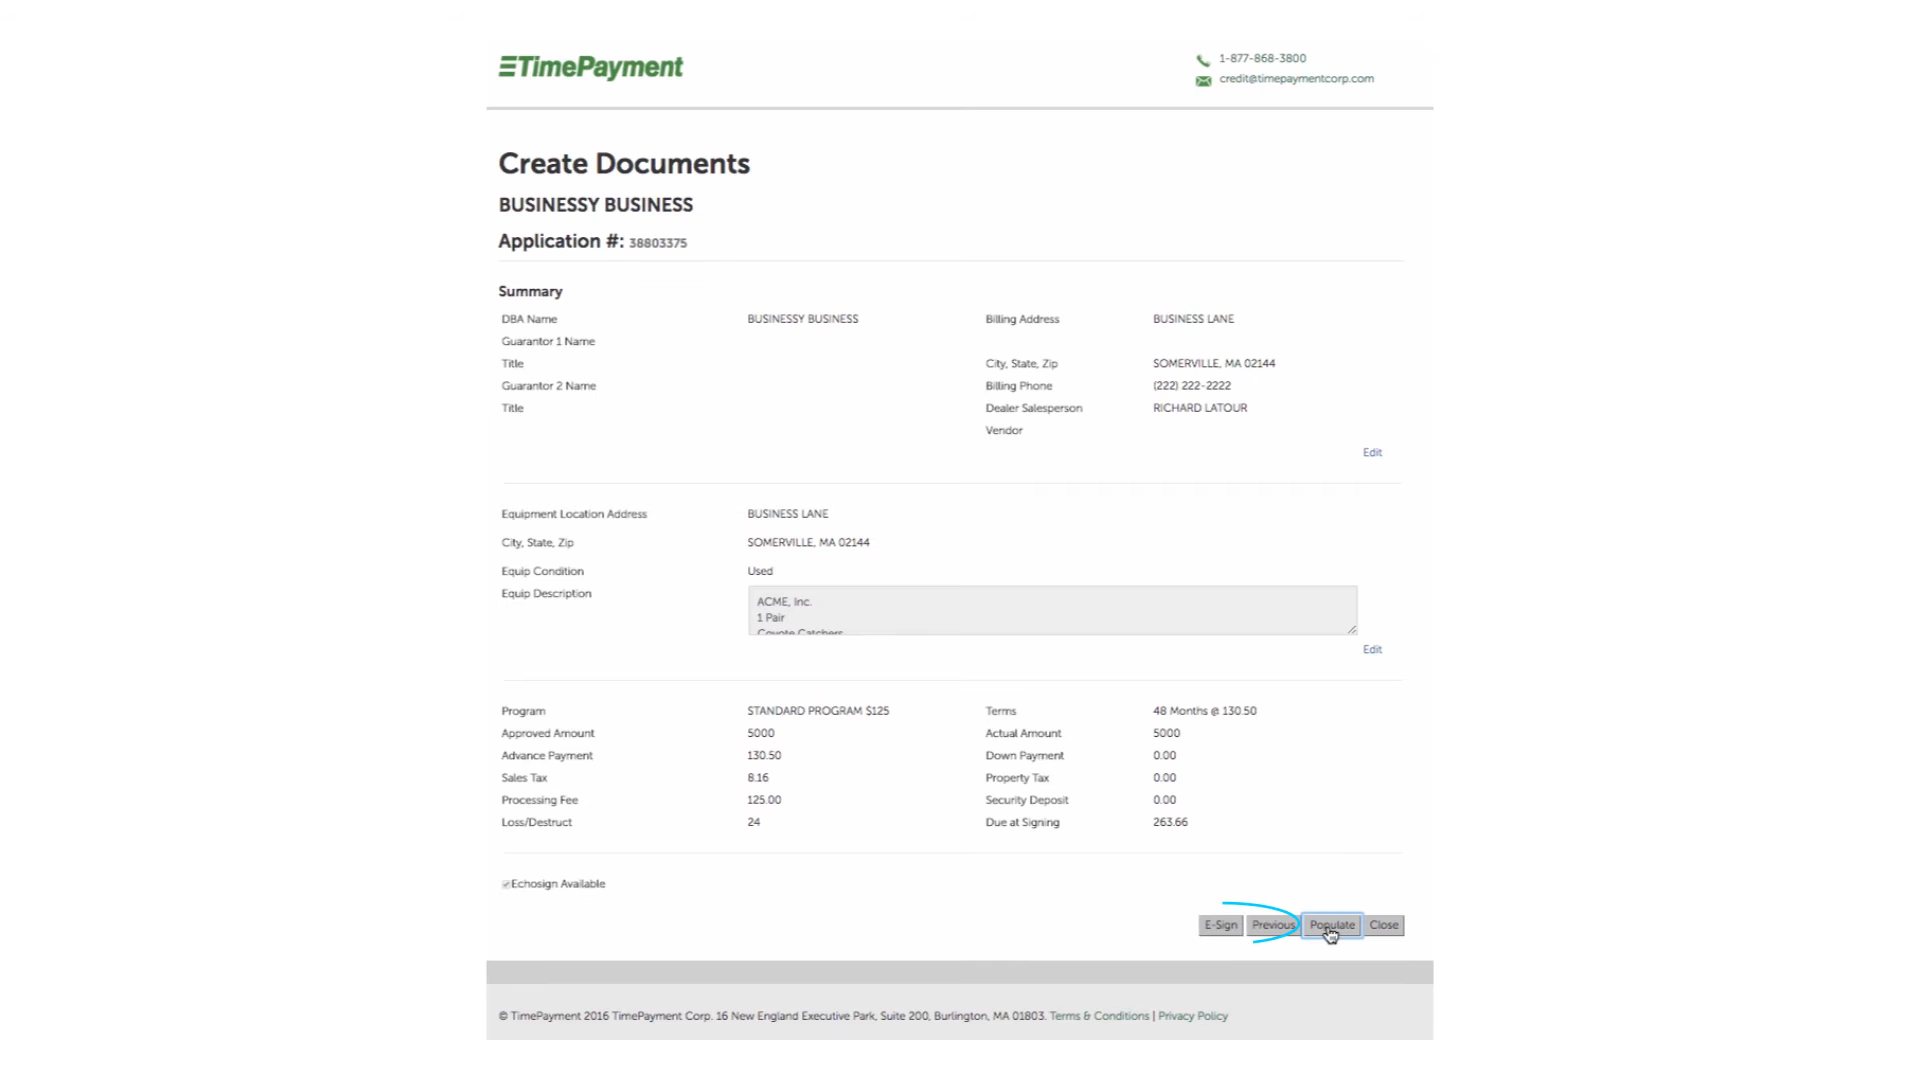 TimePayment
1-877-868-3800
credit@timepaymentcorp.com
Create Documents
BUSINESSY BUSINESS
Application #: 38803375
Summary
DBA Name BUSINESSY BUSINESS Billing Address BUSINESS LANE
Guarantor 1 Name
Title City, State, Zip SOMERVILLE, MA 02144
Guarantor 2 Name Billing Phone (222) 222-2222
Title Dealer Salesperson RICHARD LATOUR
Vendor
Edit
Equipment Location Address BUSINESS LANE
City, State, Zip SOMERVILLE, MA 02144
Equip Condition Used
Equip Description ACME, Inc.
1 Pair
Coyote Catchers
Edit
Program STANDARD PROGRAM $125 Terms 48 Months @ 130.50
Approved Amount 5000 Actual Amount 5000
Advance Payment 130.50 Down Payment 0.00
Sales Tax 8.16 Property Tax 0.00
Processing Fee 125.00 Security Deposit 0.00
Loss/Destruct 24 Due at Signing 263.66
Echosign Available
E-Sign Previous Populate Close
© TimePayment 2016 TimePayment Corp. 16 New England Executive Park, Suite 200, Burlington, MA 01803. Terms & Conditions | Privacy Policy